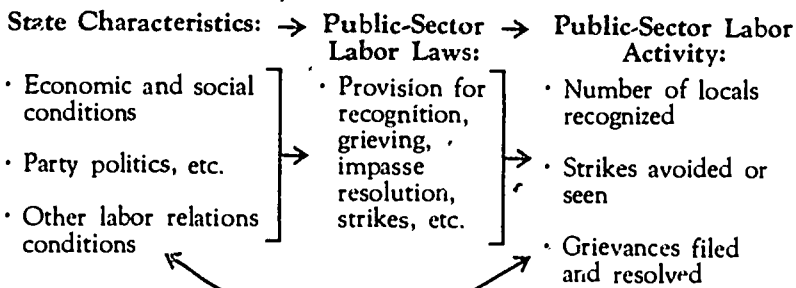 State Characteristics: → Public-Sector Labor Laws: → Public-Sector Labor Activity:
· Economic and social
conditions
· Party politics, etc.
· Other labor relations
conditions
· Provision for
recognition,
grieving,
impasse
resolution,
strikes, etc.
· Number of locals
recognized
· Strikes avoided or
seen
· Grievances filed
and resolved